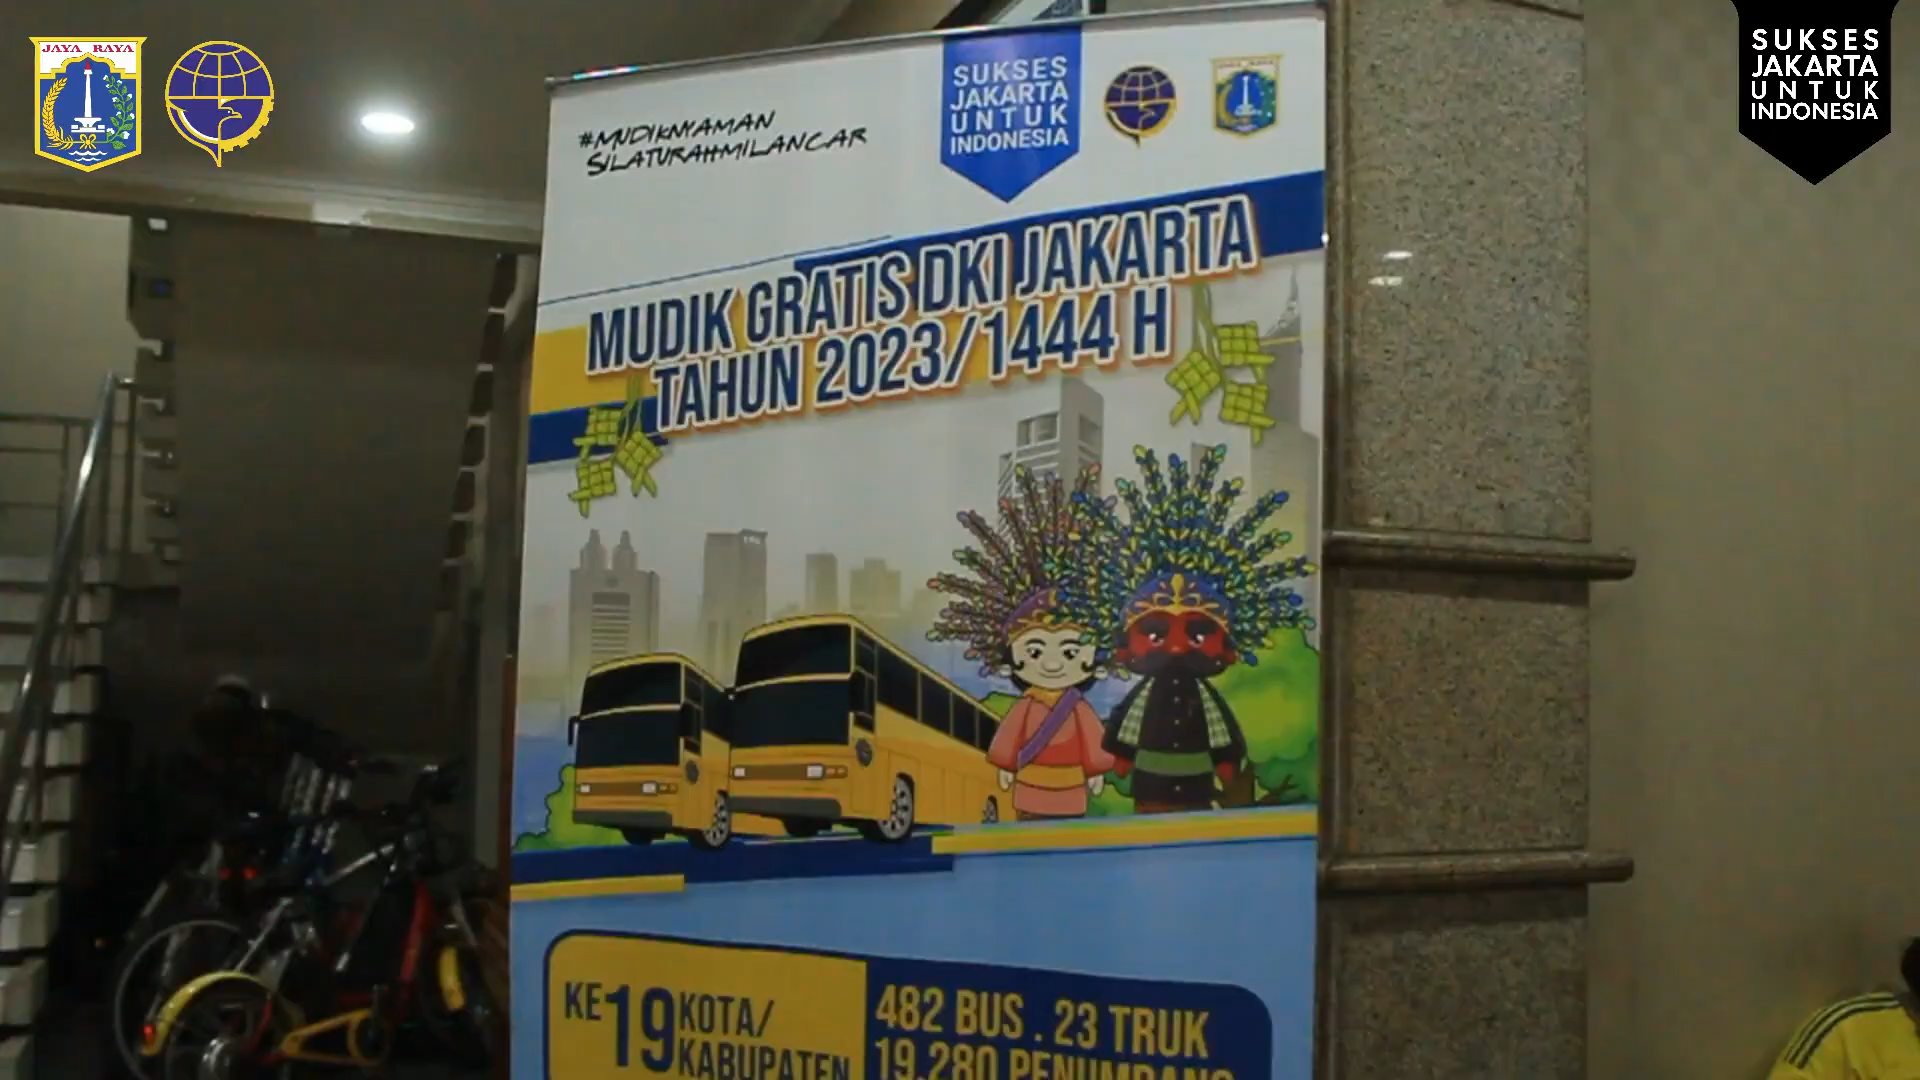 JAYA RAYA
SUKSES
JAKARTA
UNTUK
INDONESIA
#MUDIKNYAMAN
SILATURAHMILANCAR
SUKSES
JAKARTA
UNTUK
INDONESIA
MUDIK GRATIS DKI JAKARTA
TAHUN 2023/1444 H
KE 19 KOTA/
KABUPATEN
482 BUS . 23 TRUK
19.280 PENUMPANG